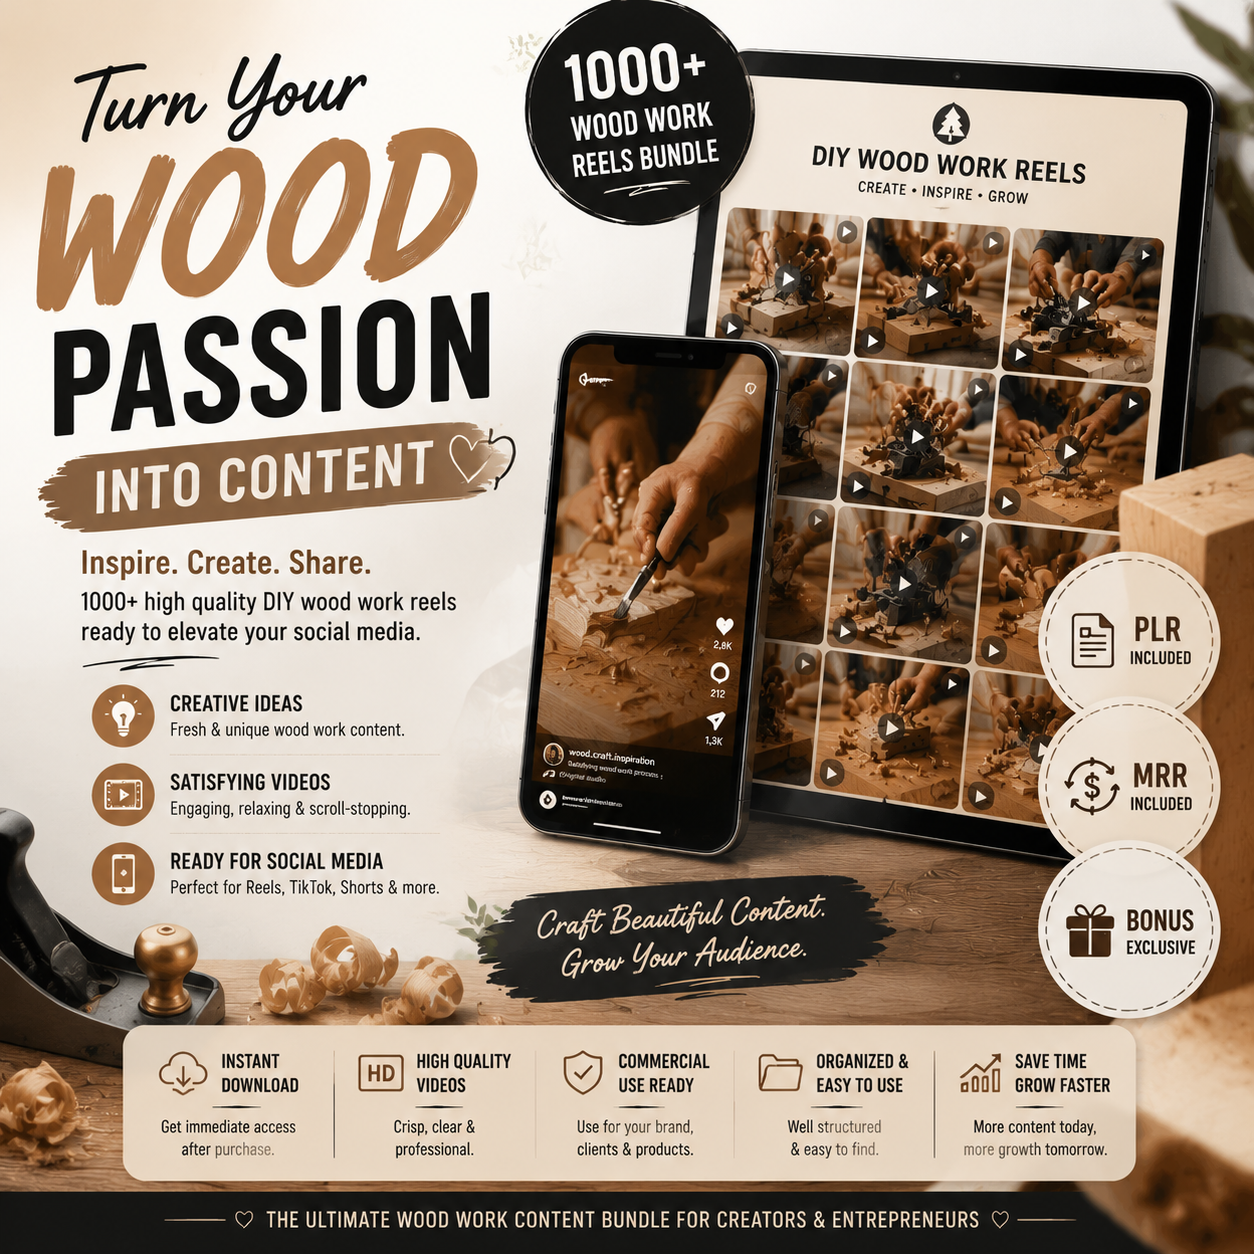 Turn Your
WOOD
PASSION
INTO CONTENT
Inspire. Create. Share.
1000+ high quality DIY wood work reels
ready to elevate your social media.
CREATIVE IDEAS
Fresh & unique wood work content.
SATISFYING VIDEOS
Engaging, relaxing & scroll-stopping.
READY FOR SOCIAL MEDIA
Perfect for Reels, TikTok, Shorts & more.
1000+
WOOD WORK
REELS BUNDLE
DIY WOOD WORK REELS
CREATE • INSPIRE • GROW
2,8K
212
1,3K
wood.craft.inspiration
Satisfying wood work process
PLR
INCLUDED
MRR
INCLUDED
BONUS
EXCLUSIVE
Craft Beautiful Content.
Grow Your Audience.
INSTANT
DOWNLOAD
Get immediate access
after purchase.
HD
HIGH QUALITY
VIDEOS
Crisp, clear &
professional.
COMMERCIAL
USE READY
Use for your brand,
clients & products.
ORGANIZED &
EASY TO USE
Well structured
& easy to find.
SAVE TIME
GROW FASTER
More content today,
more growth tomorrow.
THE ULTIMATE WOOD WORK CONTENT BUNDLE FOR CREATORS & ENTREPRENEURS